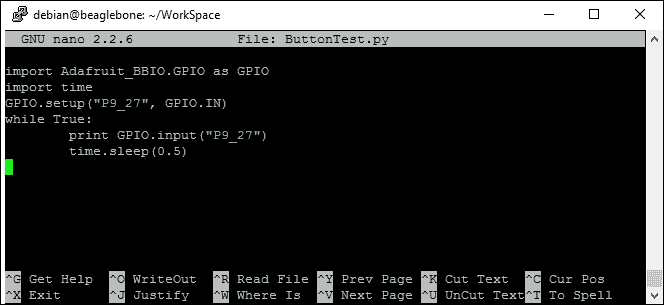 debian@beaglebone: ~/WorkSpace
GNU nano 2.2.6 File: ButtonTest.py
import Adafruit_BBIO.GPIO as GPIO
import time
GPIO.setup("P9_27", GPIO.IN)
while True:
        print GPIO.input("P9_27")
        time.sleep(0.5)
^G Get Help ^O WriteOut ^R Read File ^Y Prev Page ^K Cut Text ^C Cur Pos
^X Exit ^J Justify ^W Where Is ^V Next Page ^U UnCut Text ^T To Spell